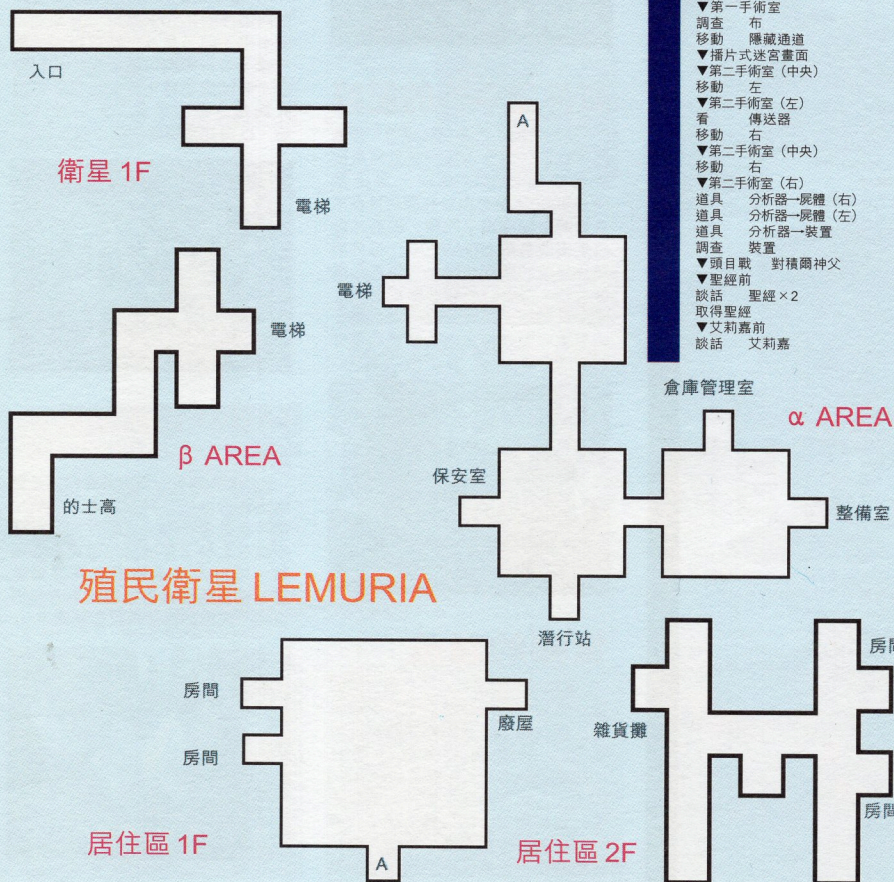 ▼第一手術室
調查　布
移動　隱藏通道
▼播片式迷宮畫面
▼第二手術室（中央）
移動　左
▼第二手術室（左）
看　傳送器
移動　右
▼第二手術室（中央）
移動　右
▼第二手術室（右）
道具　分析器→屍體（右）
道具　分析器→屍體（左）
道具　分析器→裝置
調查　裝置
▼頭目戰　對積爾神父
▼聖經前
談話　聖經×2
取得聖經
▼艾莉嘉前
談話　艾莉嘉
入口
衛星 1F
電梯
A
電梯
電梯
β AREA
的士高
倉庫管理室
α AREA
保安室
整備室
潛行站
殖民衛星 LEMURIA
房間
房間
廢屋
居住區 1F
A
雜貨攤
房間
房間
居住區 2F